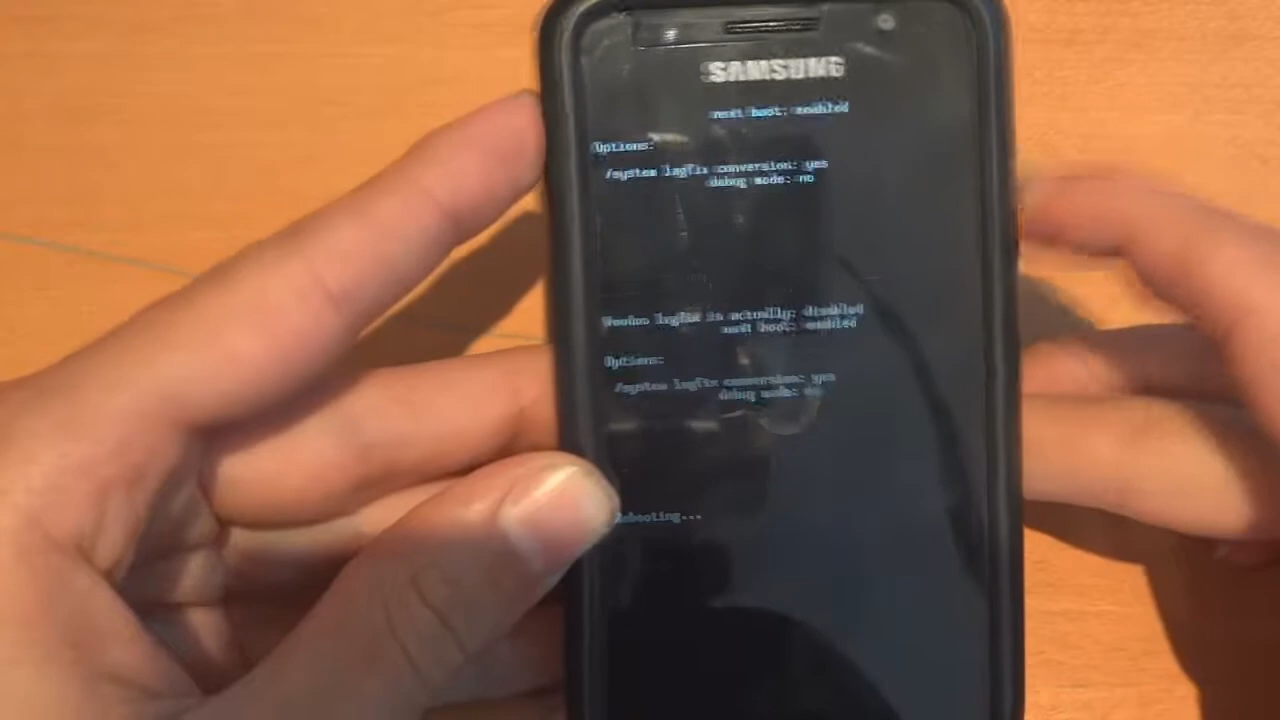 SAMSUNG
next boot: enabled
Options:
/system lagfix conversion: yes
debug mode: no
Voodoo lagfix is actually: disabled
next boot: enabled
Options:
/system lagfix conversion: yes
debug mode: no
Rebooting...